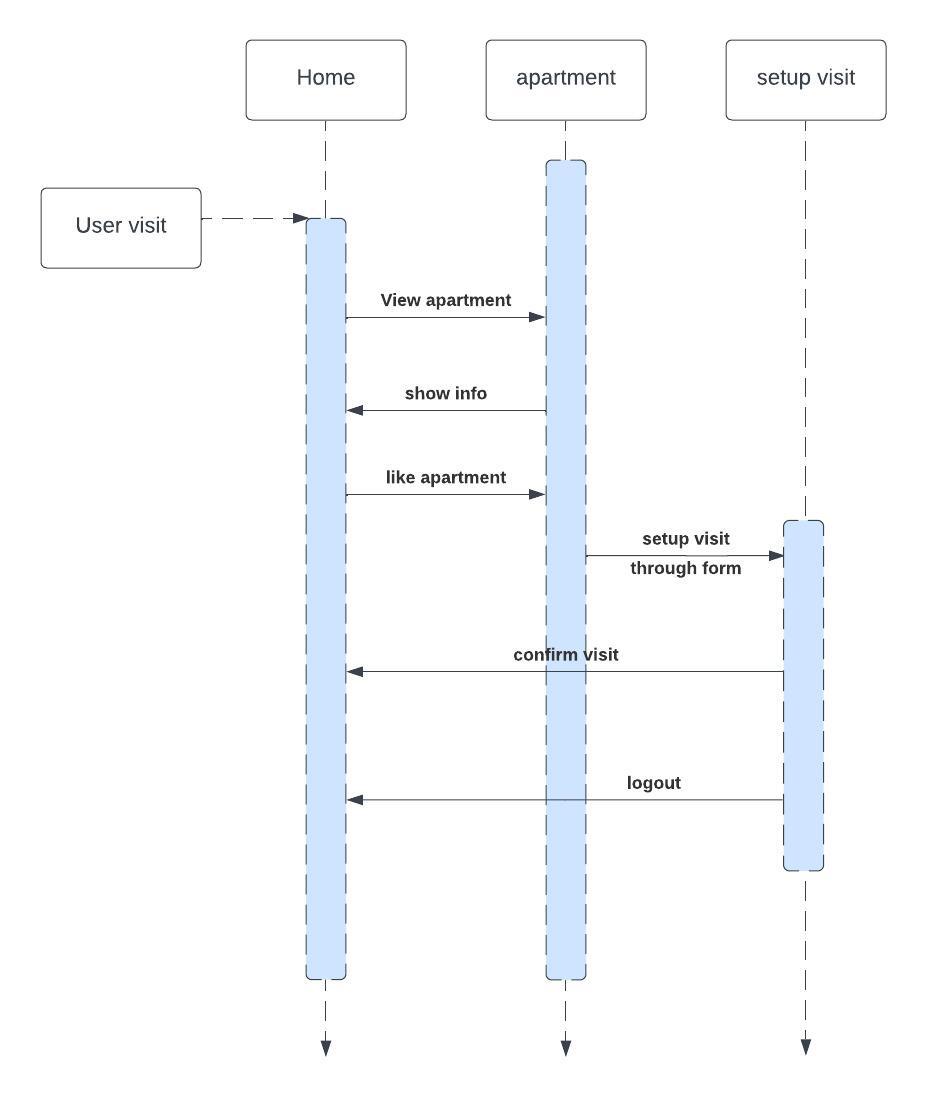 Home
apartment
setup visit
User visit
View apartment
show info
like apartment
setup visit
through form
confirm visit
logout